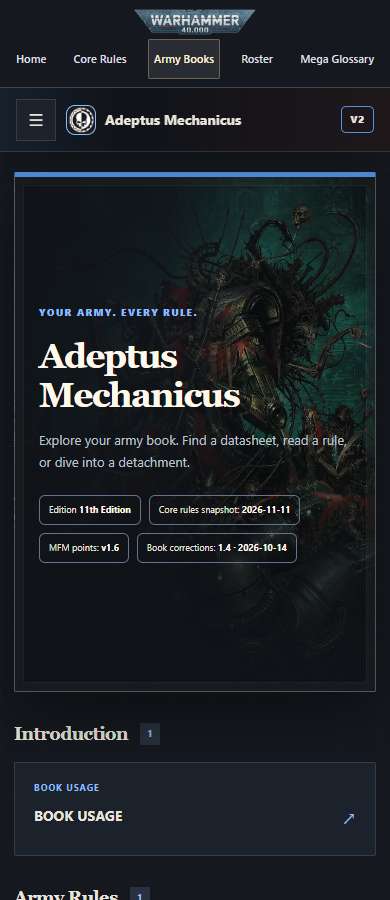 WARHAMMER
40,000
Home
Core Rules
Army Books
Roster
Mega Glossary
☰
Adeptus Mechanicus
V2
YOUR ARMY. EVERY RULE.
Adeptus
Mechanicus
Explore your army book. Find a datasheet, read a rule,
or dive into a detachment.
Edition 11th Edition
Core rules snapshot: 2026-11-11
MFM points: v1.6
Book corrections: 1.4 · 2026-10-14
Introduction 1
BOOK USAGE
BOOK USAGE ↗
Army Rules 1